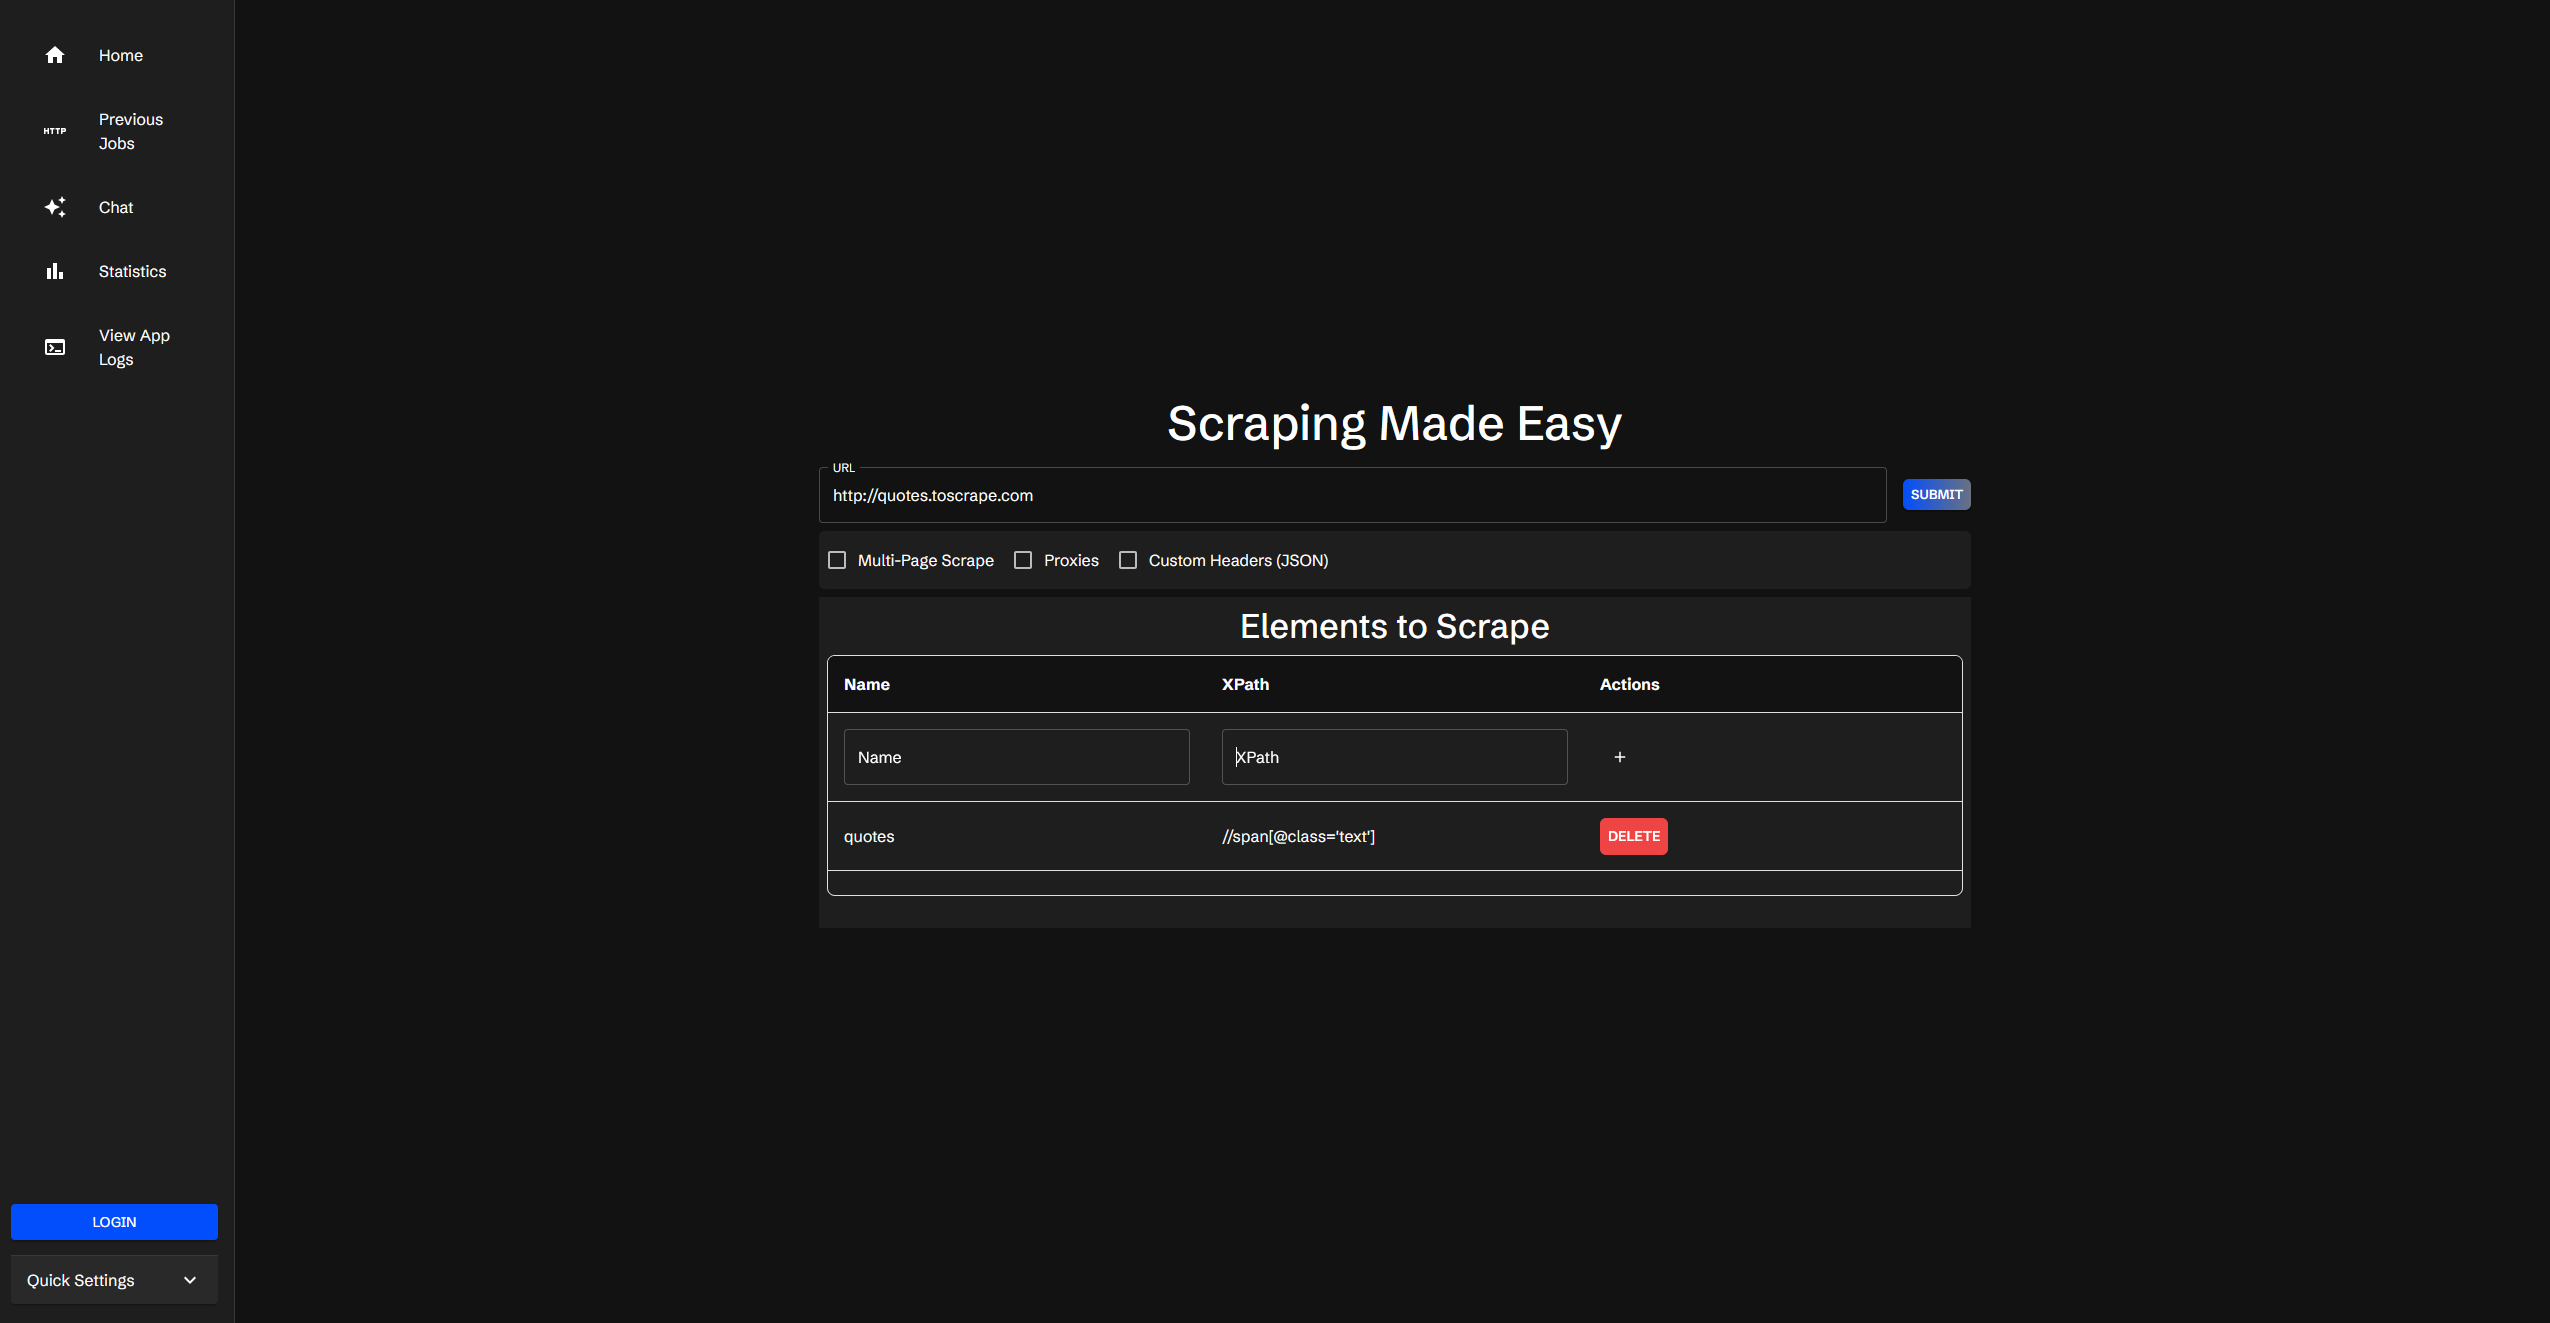 Home
HTTP
Previous
Jobs
Chat
Statistics
View App
Logs
Scraping Made Easy
URL
http://quotes.toscrape.com
SUBMIT
Multi-Page Scrape
Proxies
Custom Headers (JSON)
Elements to Scrape
Name XPath Actions
Name XPath +
quotes //span[@class='text'] DELETE
LOGIN
Quick Settings